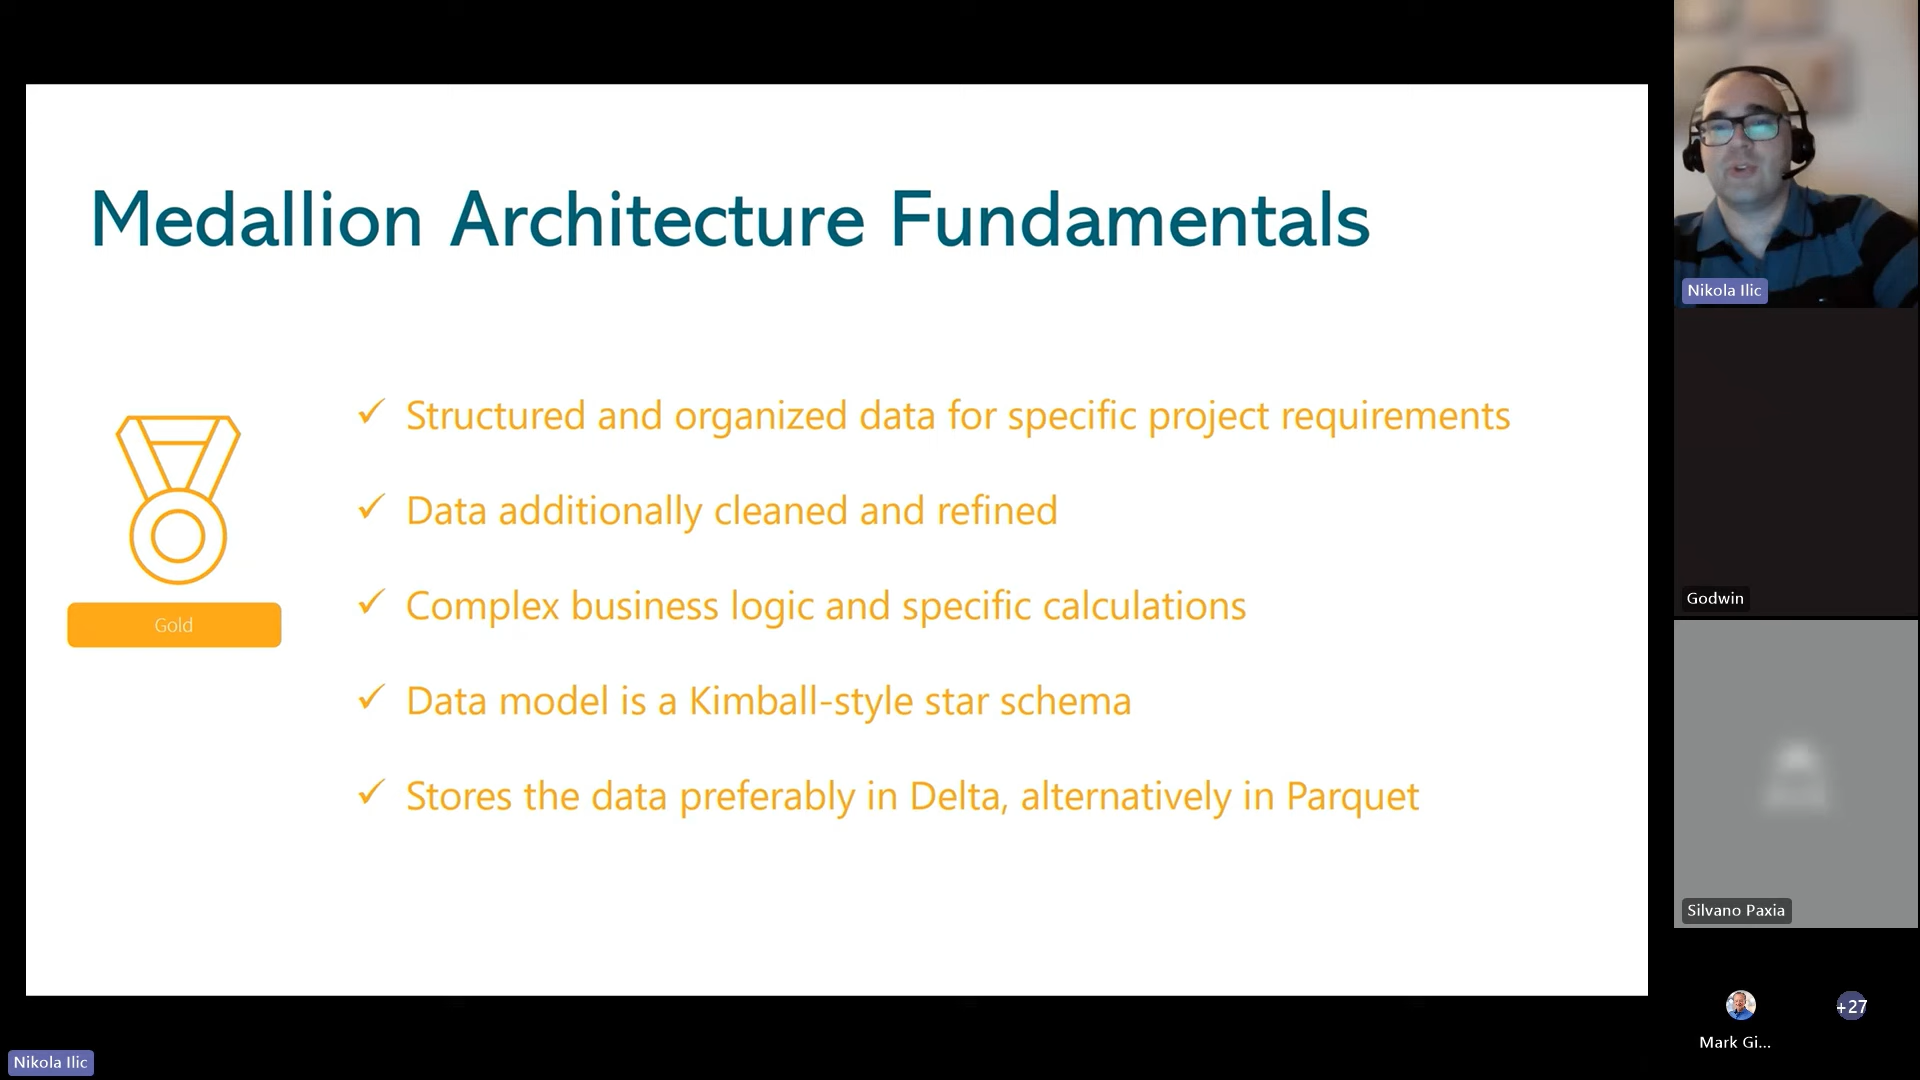 Medallion Architecture Fundamentals
Gold
Structured and organized data for specific project requirements
Data additionally cleaned and refined
Complex business logic and specific calculations
Data model is a Kimball-style star schema
Stores the data preferably in Delta, alternatively in Parquet
Nikola Ilic
Godwin
Silvano Paxia
Mark Gi...
+27
Nikola Ilic